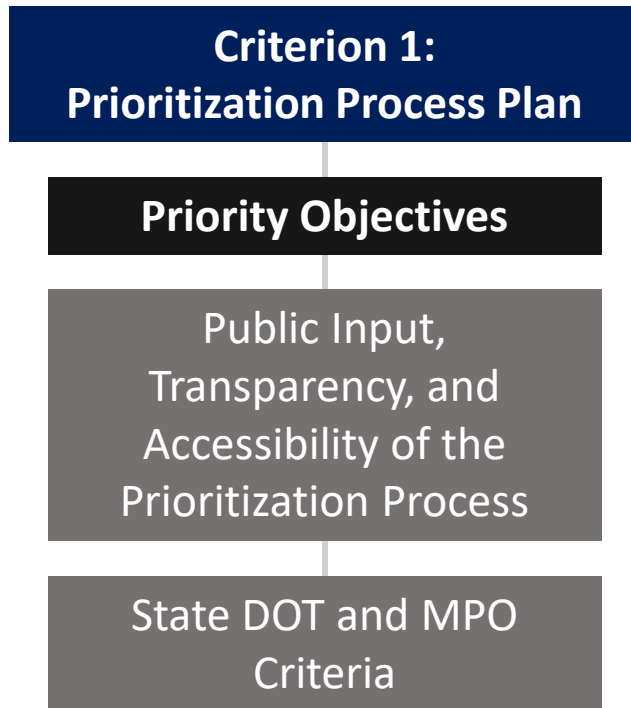 Criterion 1:
Prioritization Process Plan
Priority Objectives
Public Input,
Transparency, and
Accessibility of the
Prioritization Process
State DOT and MPO
Criteria